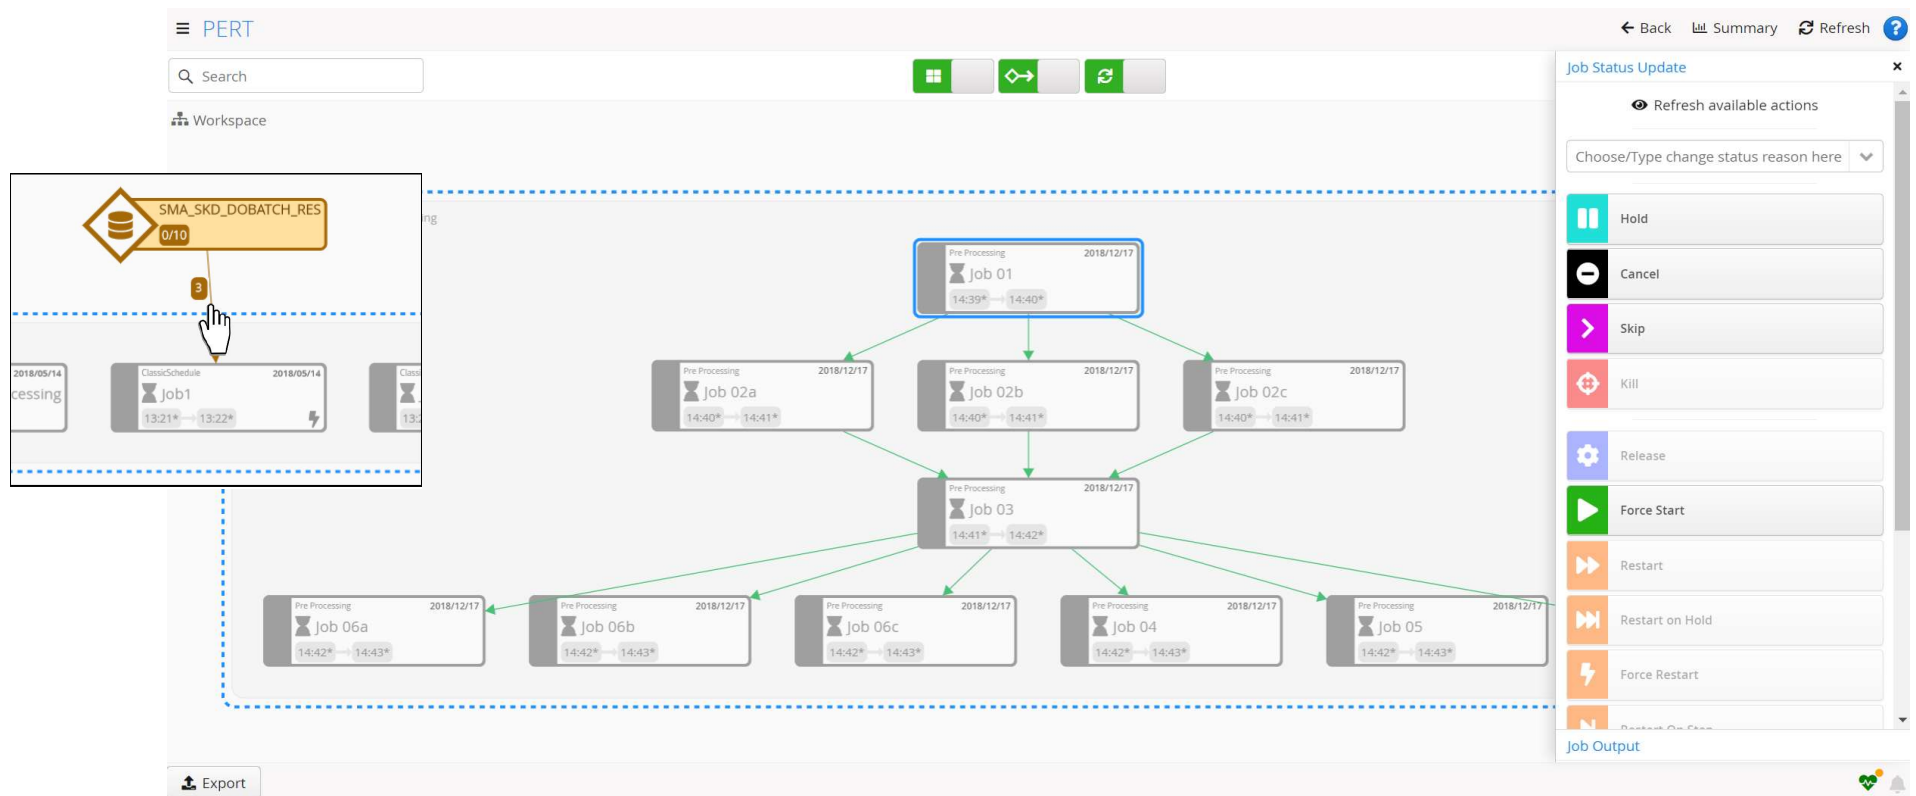 PERT
Back
Summary
Refresh
?
Search
Workspace
SMA_SKD_DOBATCH_RES
0/10
3
2018/05/14
cessing
ClassicSchedule 2018/05/14
Job1
13:21* 13:22*
Class
13:2
ng
Pre Processing 2018/12/17
Job 01
14:39* 14:40*
Pre Processing 2018/12/17
Job 02a
14:40* 14:41*
Pre Processing 2018/12/17
Job 02b
14:40* 14:41*
Pre Processing 2018/12/17
Job 02c
14:40* 14:41*
Pre Processing 2018/12/17
Job 03
14:41* 14:42*
Pre Processing 2018/12/17
Job 06a
14:42* 14:43*
Pre Processing 2018/12/17
Job 06b
14:42* 14:43*
Pre Processing 2018/12/17
Job 06c
14:42* 14:43*
Pre Processing 2018/12/17
Job 04
14:42* 14:43*
Pre Processing 2018/12/17
Job 05
14:42* 14:43*
Job Status Update
Refresh available actions
Choose/Type change status reason here
Hold
Cancel
Skip
Kill
Release
Force Start
Restart
Restart on Hold
Force Restart
Restart On Step
Job Output
Export